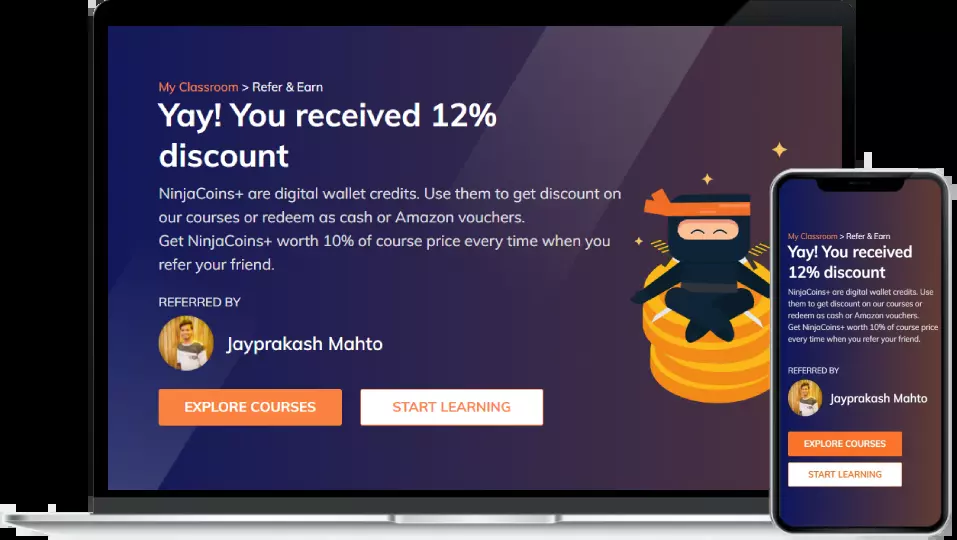 My Classroom > Refer & Earn
Yay! You received 12%
discount
NinjaCoins+ are digital wallet credits. Use them to get discount on
our courses or redeem as cash or Amazon vouchers.
Get NinjaCoins+ worth 10% of course price every time when you
refer your friend.
REFERRED BY
Jayprakash Mahto
EXPLORE COURSES
START LEARNING
My Classroom > Refer & Earn
Yay! You received
12% discount
NinjaCoins+ are digital wallet credits. Use
them to get discount on our courses or
redeem as cash or Amazon vouchers.
Get NinjaCoins+ worth 10% of course price
every time when you refer your friend.
REFERRED BY
Jayprakash Mahto
EXPLORE COURSES
START LEARNING